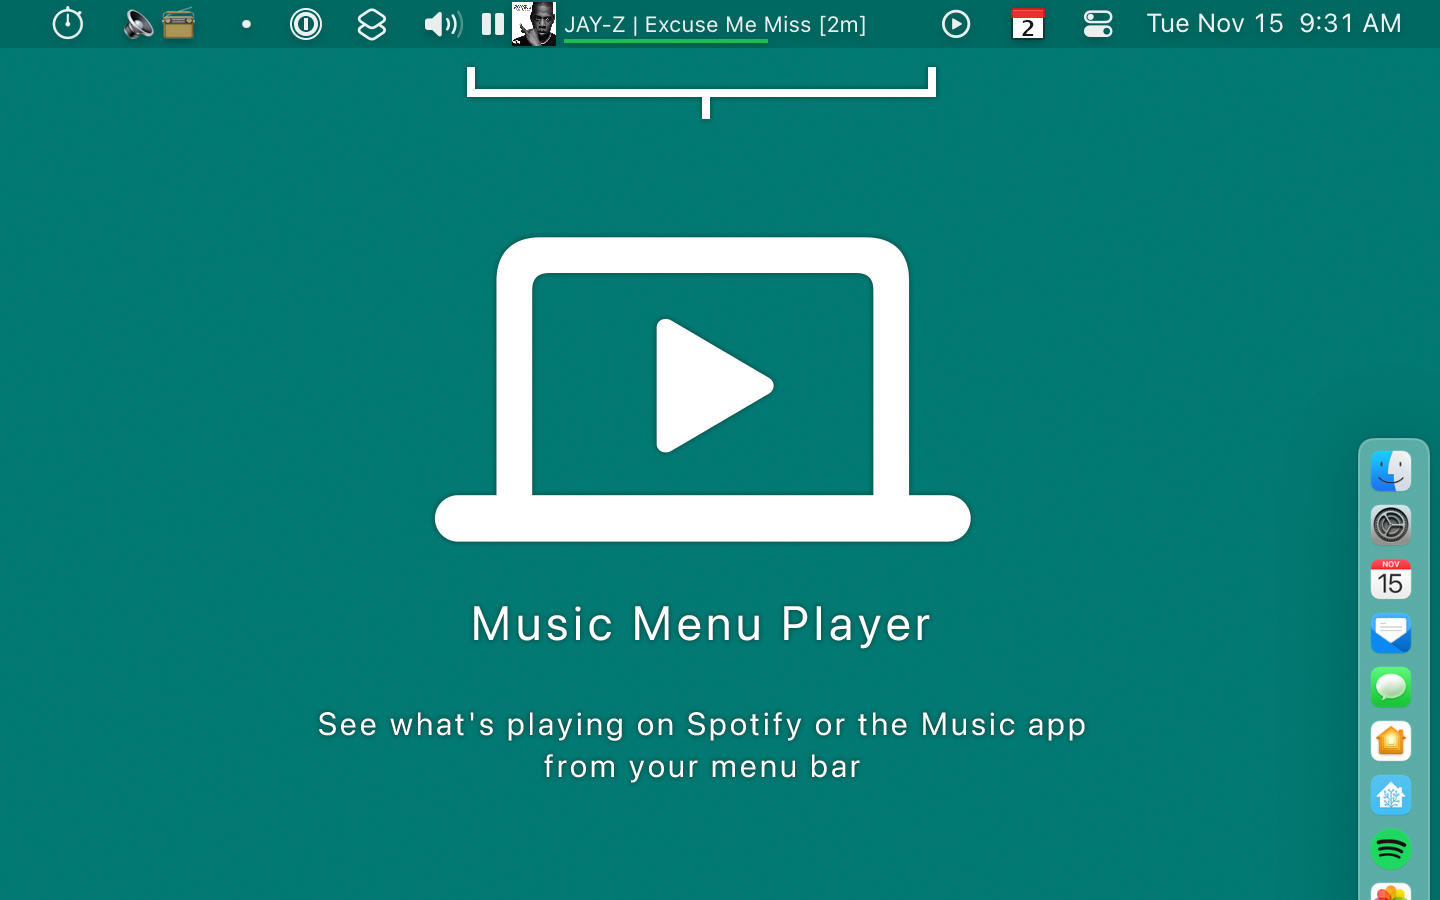 JAY-Z | Excuse Me Miss [2m]
2
Tue Nov 15 9:31 AM
Music Menu Player
See what's playing on Spotify or the Music app
from your menu bar
NOV
15